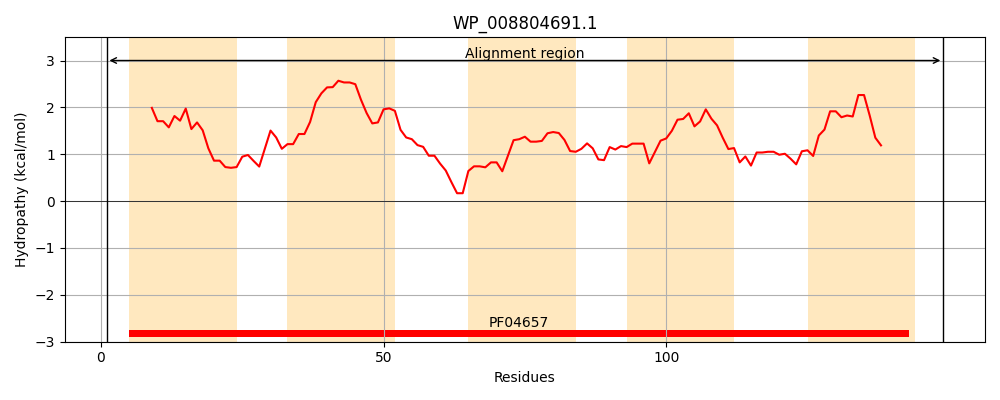 WP_008804691.1
Alignment region
3
2
1
0
−1
−2
−3
Hydropathy (kcal/mol)
PF04657
0
50
100
Residues